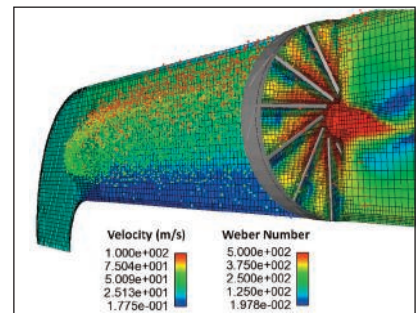 Velocity (m/s) Weber Number
1.000e+002 5.000e+002
7.504e+001 3.750e+002
5.009e+001 2.500e+002
2.513e+001 1.250e+002
1.775e-001 1.978e-002